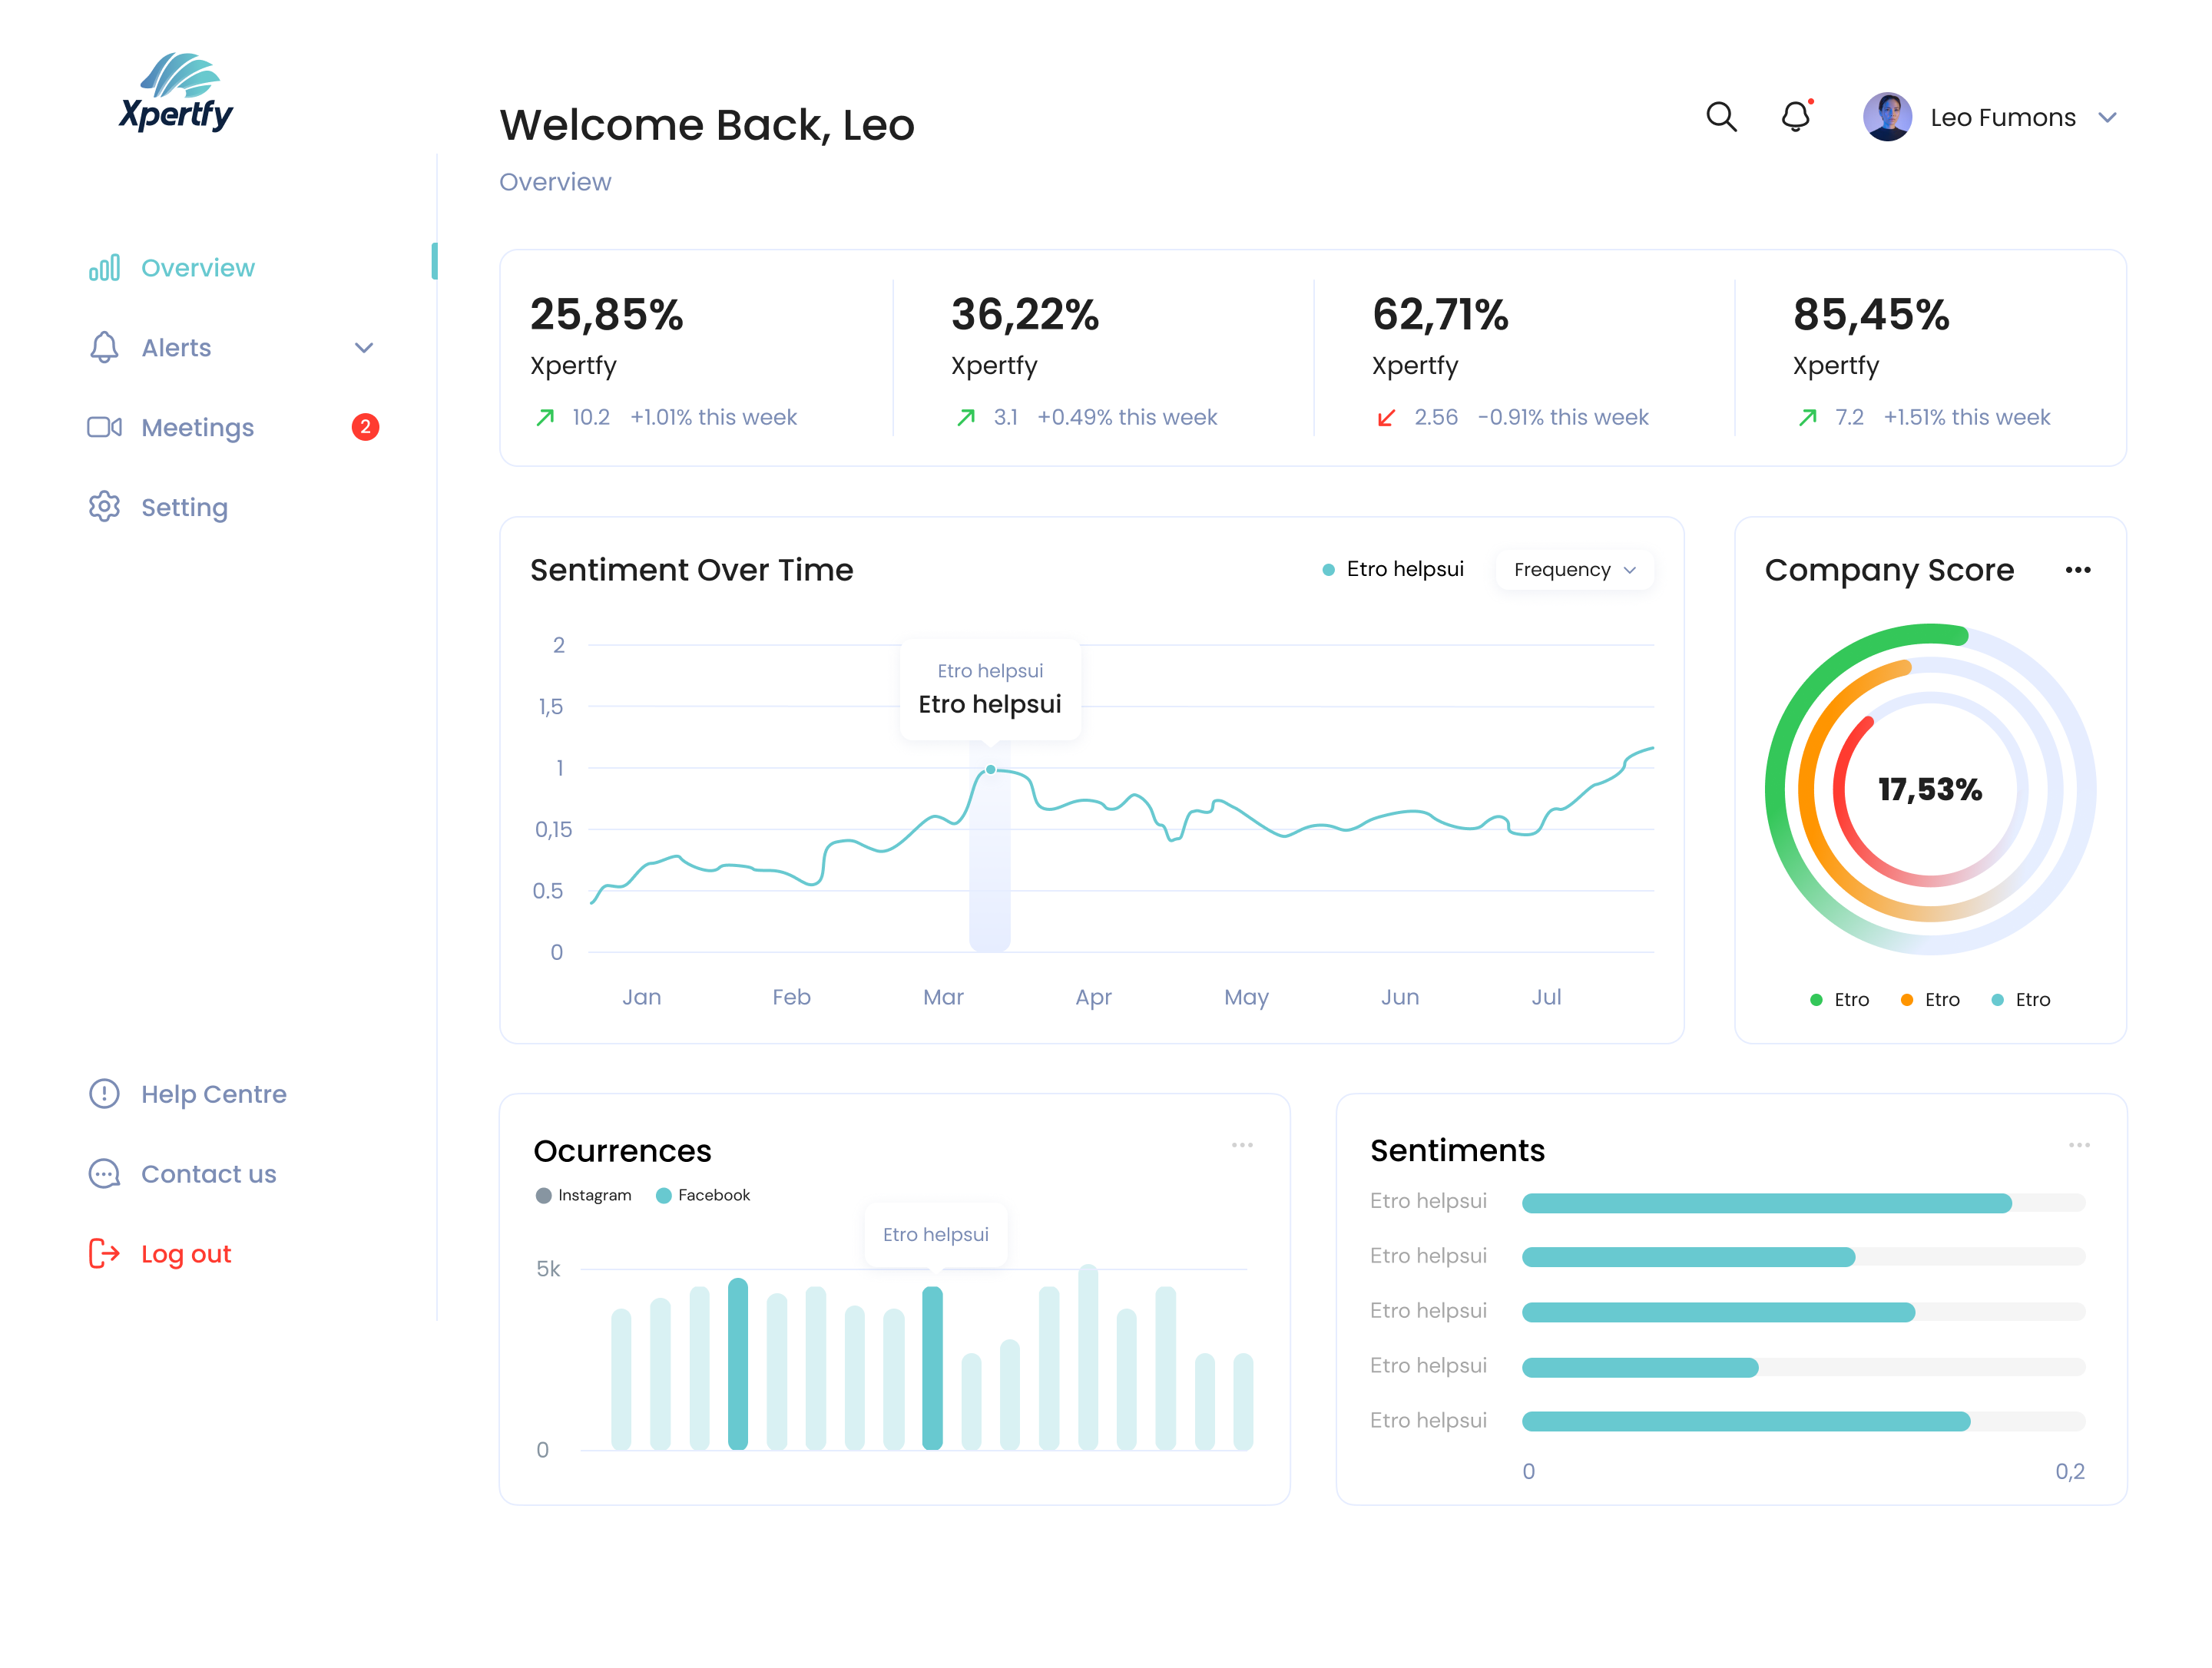 Xpertfy
Welcome Back, Leo
Leo Fumons
Overview
Overview
Alerts
Meetings 2
Setting
Help Centre
Contact us
Log out
25,85%
Xpertfy
10.2 +1.01% this week
36,22%
Xpertfy
3.1 +0.49% this week
62,71%
Xpertfy
2.56 -0.91% this week
85,45%
Xpertfy
7.2 +1.51% this week
Sentiment Over Time
Etro helpsui
Frequency
2
1,5
1
0,15
0.5
0
Etro helpsui
Etro helpsui
Jan Feb Mar Apr May Jun Jul
Company Score
17,53%
Etro Etro Etro
Ocurrences
Instagram Facebook
Etro helpsui
5k
0
Sentiments
Etro helpsui
Etro helpsui
Etro helpsui
Etro helpsui
Etro helpsui
0 0,2